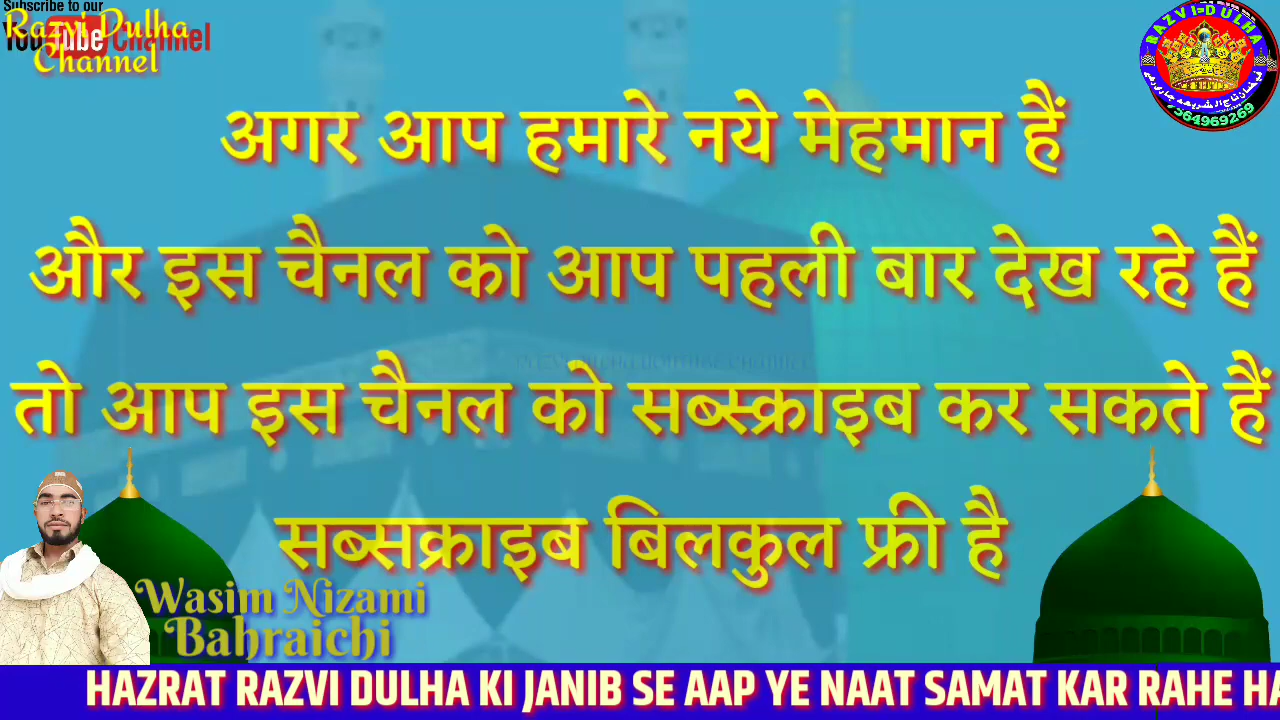 Subscribe to our
YouTube Channel
Razvi Dulha
Channel
RAZVI-DULHA
अगर आप हमारे नये मेहमान हैं
और इस चैनल को आप पहली बार देख रहे हैं
तो आप इस चैनल को सब्स्क्राइब कर सकते हैं
सब्सक्राइब बिलकुल फ्री है
Wasim Nizami
Bahraichi
HAZRAT RAZVI DULHA KI JANIB SE AAP YE NAAT SAMAT KAR RAHE HA